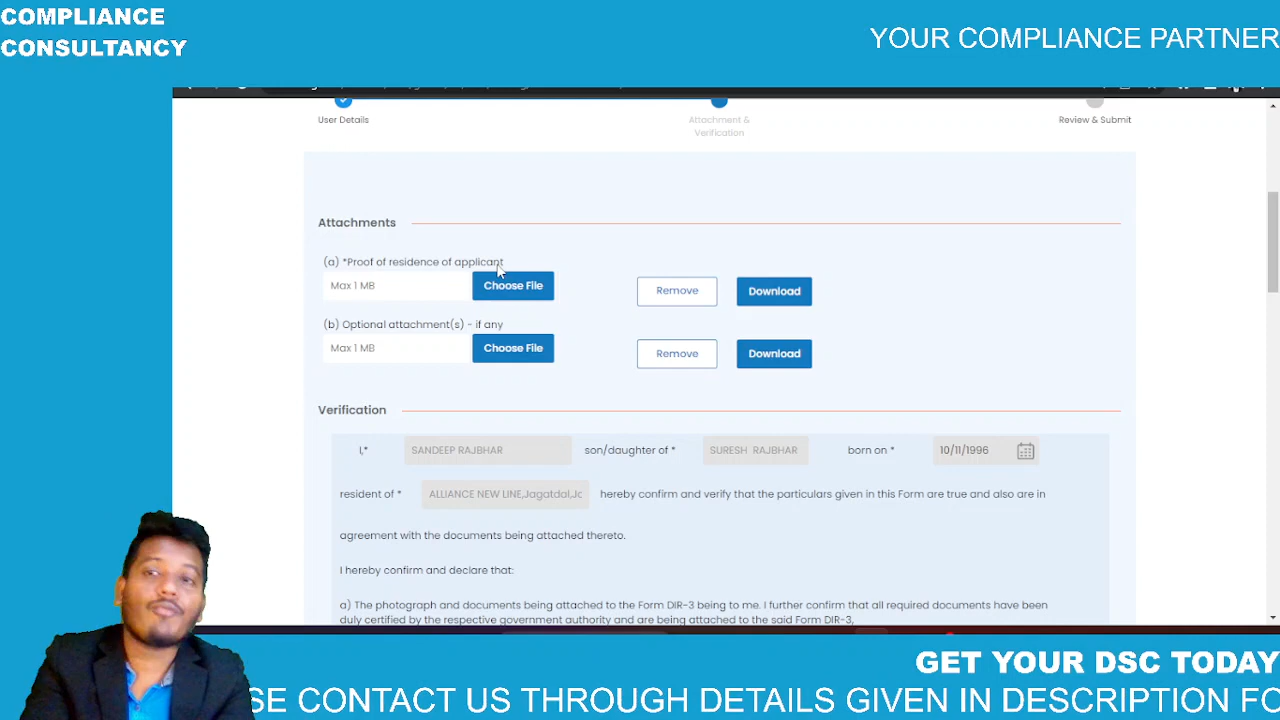 COMPLIANCE
CONSULTANCY
YOUR COMPLIANCE PARTNER
User Details
Attachment &
Verification
Review & Submit
Attachments
(a) *Proof of residence of applicant
Max 1 MB
Choose File
Remove
Download
(b) Optional attachment(s) - if any
Max 1 MB
Choose File
Remove
Download
Verification
I,* SANDEEP RAJBHAR son/daughter of * SURESH RAJBHAR born on * 10/11/1996
resident of * ALLIANCE NEW LINE,Jagatdal,Jc hereby confirm and verify that the particulars given in this Form are true and also are in
agreement with the documents being attached thereto.
I hereby confirm and declare that:
a) The photograph and documents being attached to the Form DIR-3 being to me. I further confirm that all required documents have been
duly certified by the respective government authority and are being attached to the said Form DIR-3,
GET YOUR DSC TODAY
SE CONTACT US THROUGH DETAILS GIVEN IN DESCRIPTION FO